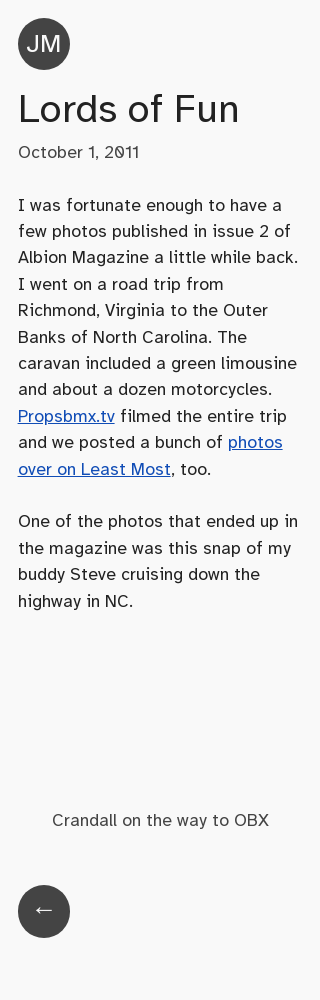 JM
Lords of Fun
October 1, 2011
I was fortunate enough to have a
few photos published in issue 2 of
Albion Magazine a little while back.
I went on a road trip from
Richmond, Virginia to the Outer
Banks of North Carolina. The
caravan included a green limousine
and about a dozen motorcycles.
Propsbmx.tv filmed the entire trip
and we posted a bunch of photos
over on Least Most, too.
One of the photos that ended up in
the magazine was this snap of my
buddy Steve cruising down the
highway in NC.
Crandall on the way to OBX
←